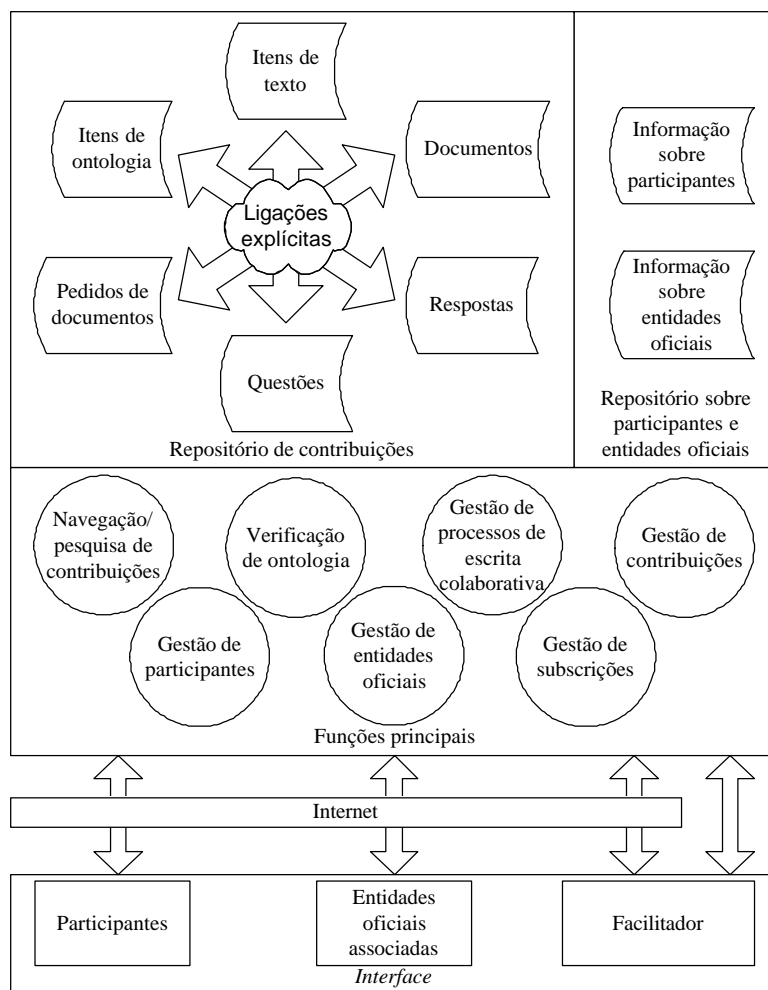 Itens de
texto
Itens de
ontologia
Documentos
Ligações
explícitas
Pedidos de
documentos
Respostas
Questões
Repositório de contribuições
Informação
sobre
participantes
Informação
sobre
entidades
oficiais
Repositório sobre
participantes e
entidades oficiais
Navegação/
pesquisa de
contribuições
Verificação
de ontologia
Gestão de
processos de
escrita
colaborativa
Gestão de
contribuições
Gestão de
participantes
Gestão de
entidades
oficiais
Gestão de
subscrições
Funções principais
Internet
Participantes
Entidades
oficiais
associadas
Facilitador
Interface